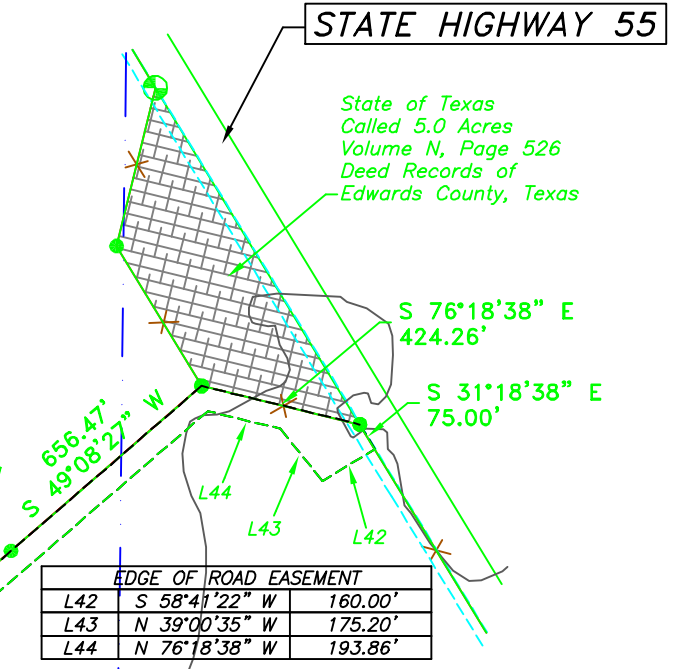 STATE HIGHWAY 55
State of Texas
Called 5.0 Acres
Volume N, Page 526
Deed Records of
Edwards County, Texas
S 76°18'38" E
424.26'
S 31°18'38" E
75.00'
656.47'
S 49°08'27" W
L44
L43
L42
EDGE OF ROAD EASEMENT
L42 S 58°41'22" W 160.00'
L43 N 39°00'35" W 175.20'
L44 N 76°18'38" W 193.86'